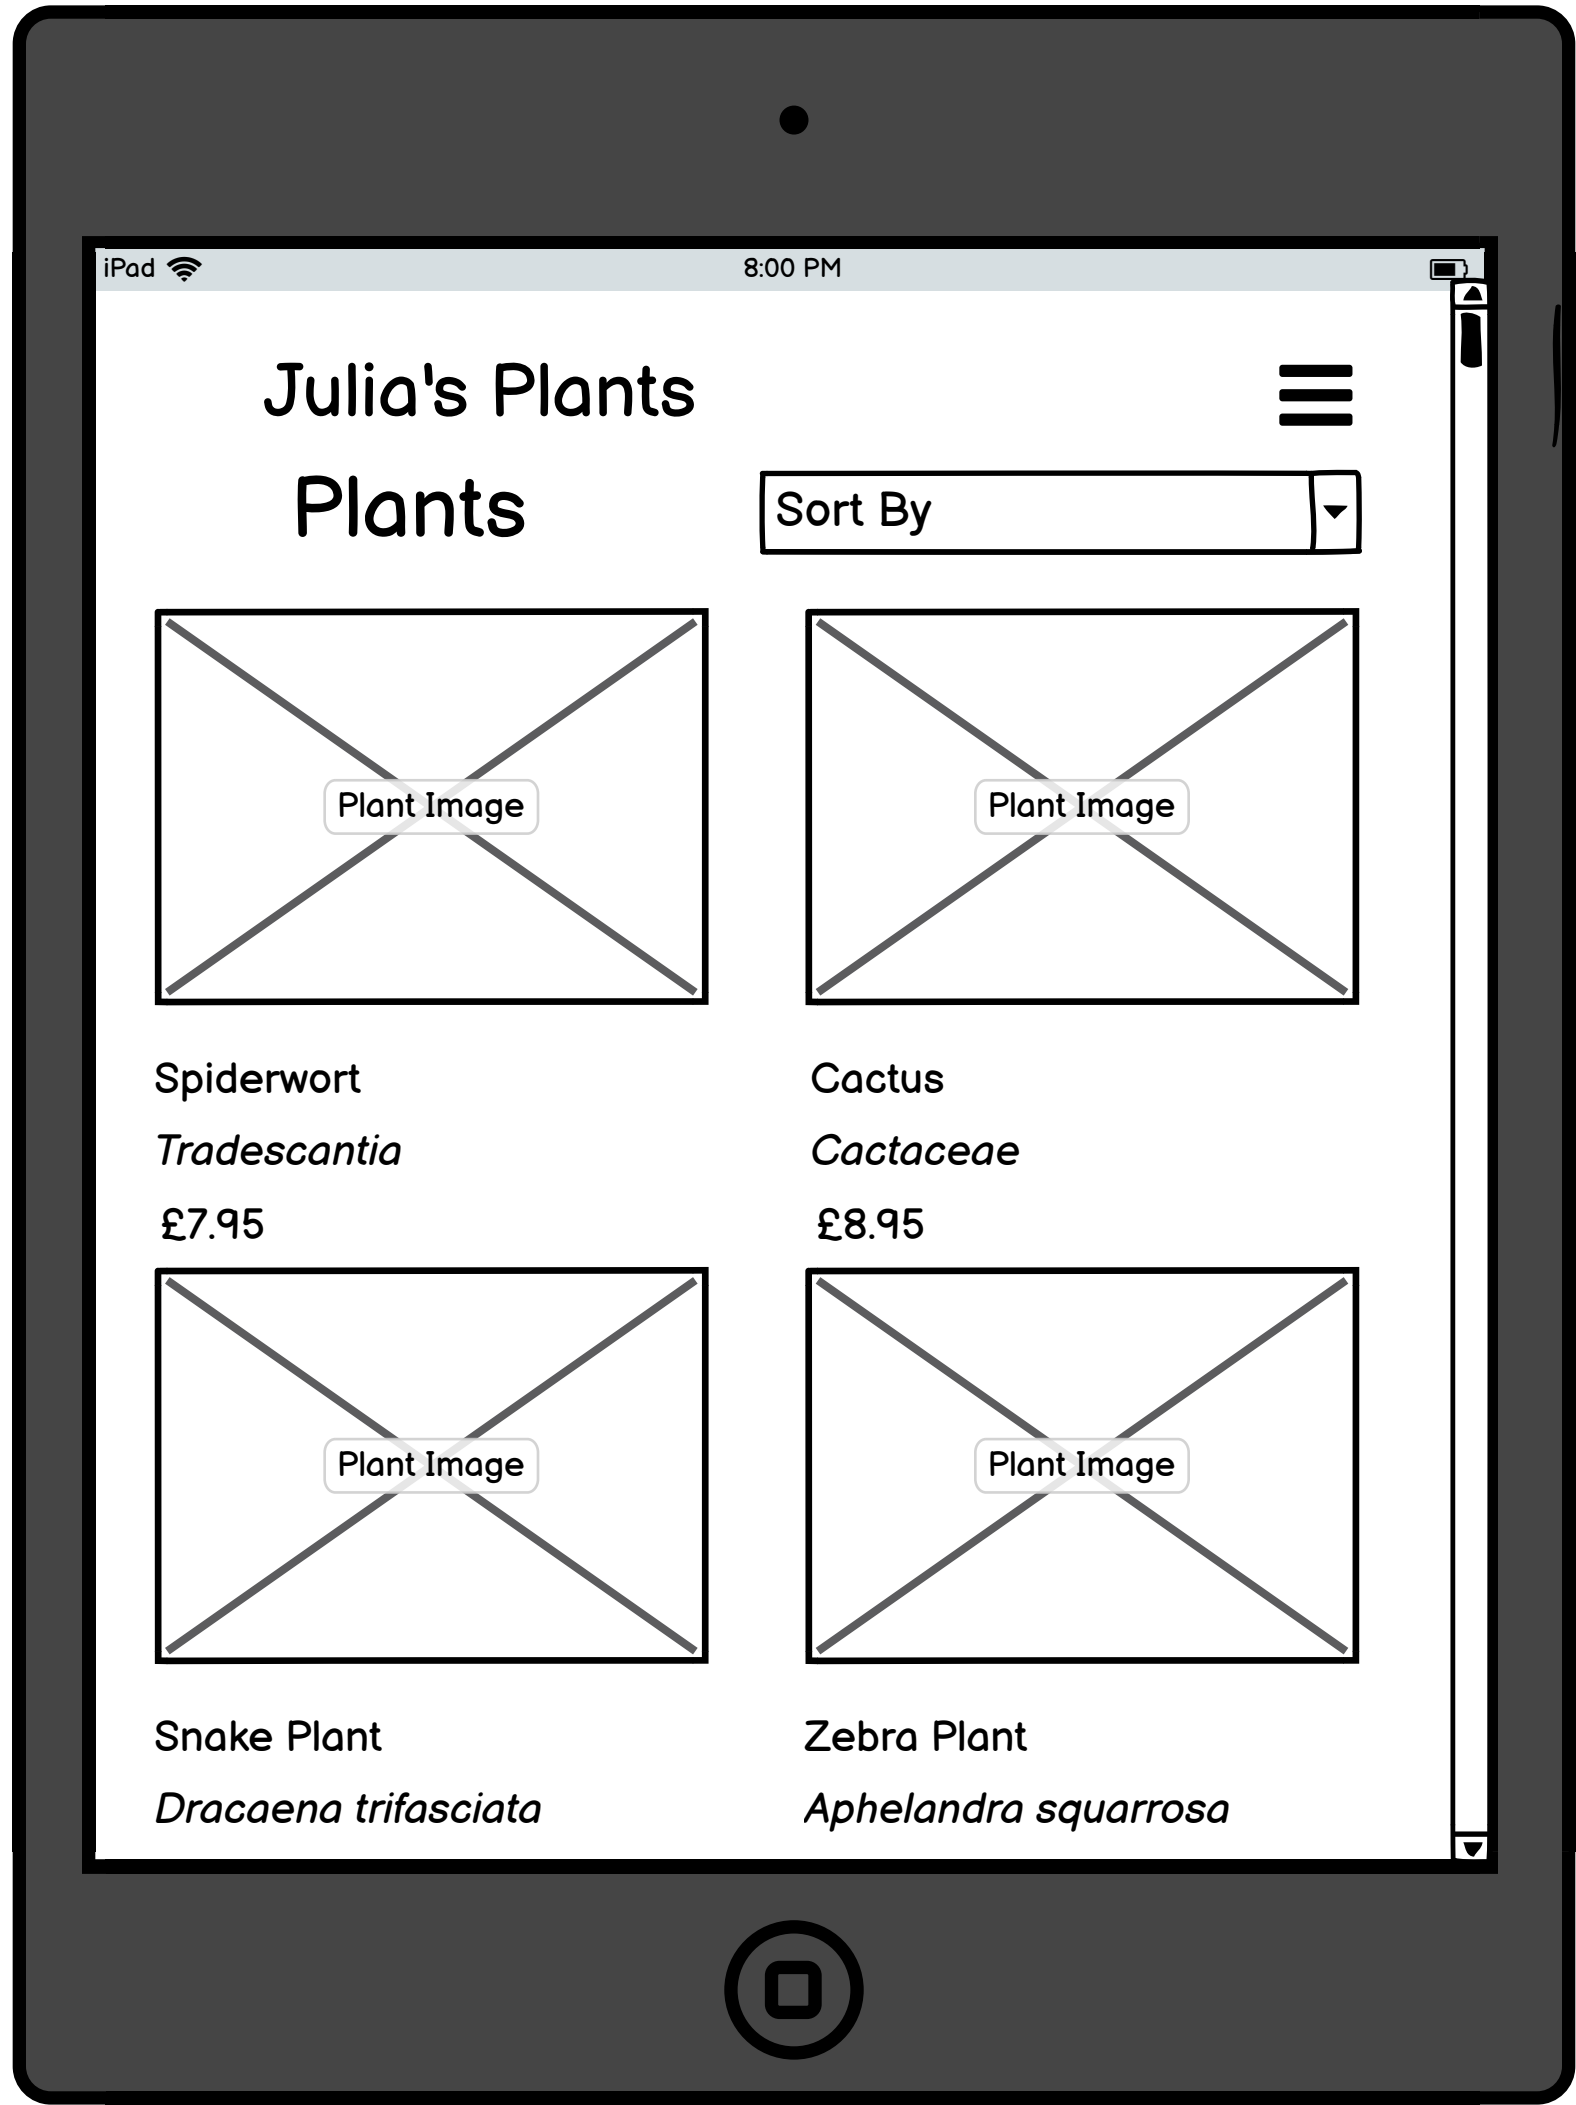 iPad 8:00 PM
Julia's Plants
Plants
Sort By
Plant Image
Plant Image
Spiderwort
Tradescantia
£7.95
Cactus
Cactaceae
£8.95
Plant Image
Plant Image
Snake Plant
Dracaena trifasciata
Zebra Plant
Aphelandra squarrosa